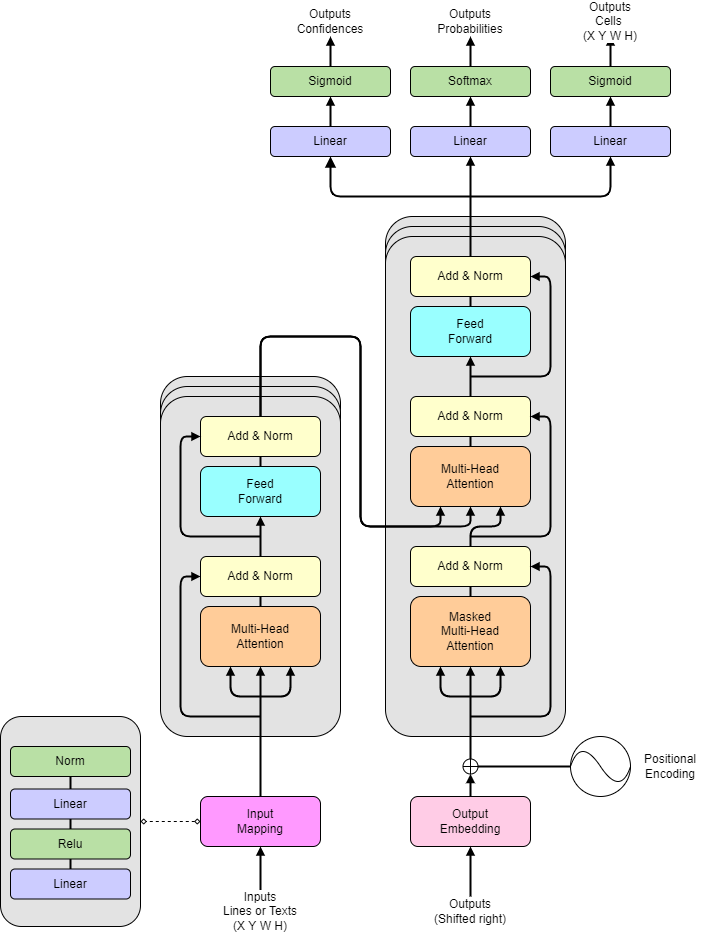 Outputs
Confidences
Outputs
Probabilities
Outputs
Cells
(X Y W H)
Sigmoid
Softmax
Sigmoid
Linear
Linear
Linear
Add & Norm
Feed
Forward
Add & Norm
Multi-Head
Attention
Add & Norm
Masked
Multi-Head
Attention
Add & Norm
Feed
Forward
Add & Norm
Multi-Head
Attention
Norm
Linear
Relu
Linear
Input
Mapping
Output
Embedding
Positional
Encoding
Inputs
Lines or Texts
(X Y W H)
Outputs
(Shifted right)